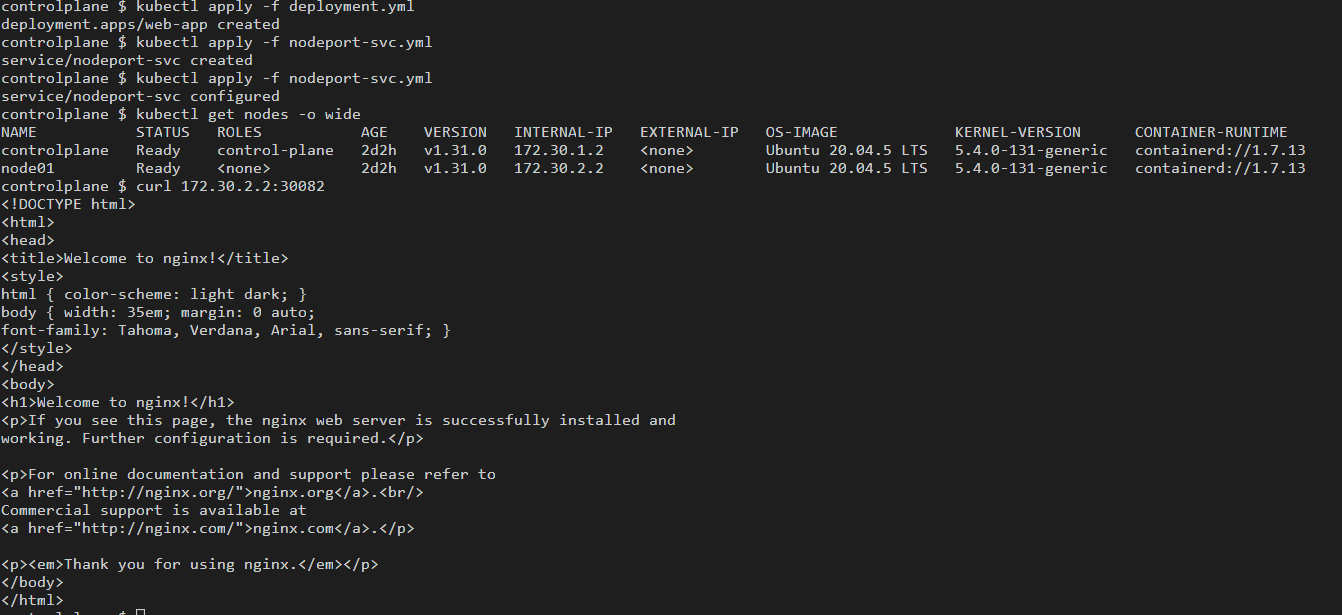 controlplane $ kubectl apply -f deployment.yml
deployment.apps/web-app created
controlplane $ kubectl apply -f nodeport-svc.yml
service/nodeport-svc created
controlplane $ kubectl apply -f nodeport-svc.yml
service/nodeport-svc configured
controlplane $ kubectl get nodes -o wide
NAME           STATUS   ROLES           AGE    VERSION   INTERNAL-IP   EXTERNAL-IP   OS-IMAGE             KERNEL-VERSION      CONTAINER-RUNTIME
controlplane   Ready    control-plane   2d2h   v1.31.0   172.30.1.2    <none>        Ubuntu 20.04.5 LTS   5.4.0-131-generic   containerd://1.7.13
node01         Ready    <none>          2d2h   v1.31.0   172.30.2.2    <none>        Ubuntu 20.04.5 LTS   5.4.0-131-generic   containerd://1.7.13
controlplane $ curl 172.30.2.2:30082
<!DOCTYPE html>
<html>
<head>
<title>Welcome to nginx!</title>
<style>
html { color-scheme: light dark; }
body { width: 35em; margin: 0 auto;
font-family: Tahoma, Verdana, Arial, sans-serif; }
</style>
</head>
<body>
<h1>Welcome to nginx!</h1>
<p>If you see this page, the nginx web server is successfully installed and
working. Further configuration is required.</p>

<p>For online documentation and support please refer to
<a href="http://nginx.org/">nginx.org</a>.<br/>
Commercial support is available at
<a href="http://nginx.com/">nginx.com</a>.</p>

<p><em>Thank you for using nginx.</em></p>
</body>
</html>